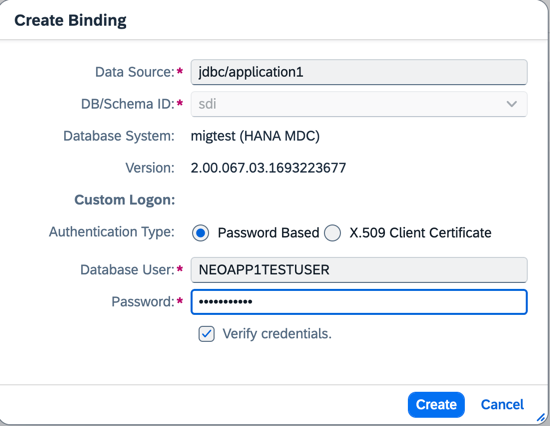 Create Binding
Data Source:* jdbc/application1
DB/Schema ID:* sdi
Database System: migtest (HANA MDC)
Version: 2.00.067.03.1693223677
Custom Logon:
Authentication Type: Password Based X.509 Client Certificate
Database User:* NEOAPP1TESTUSER
Password:* •••••••••••
Verify credentials.
Create Cancel